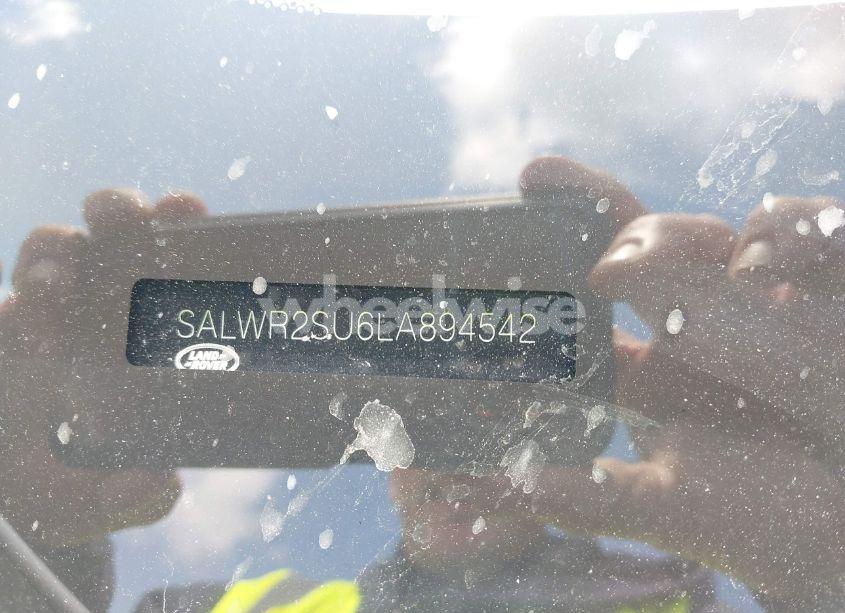 wheelwise
SALWR2SU6LA894542
LAND-
-ROVER